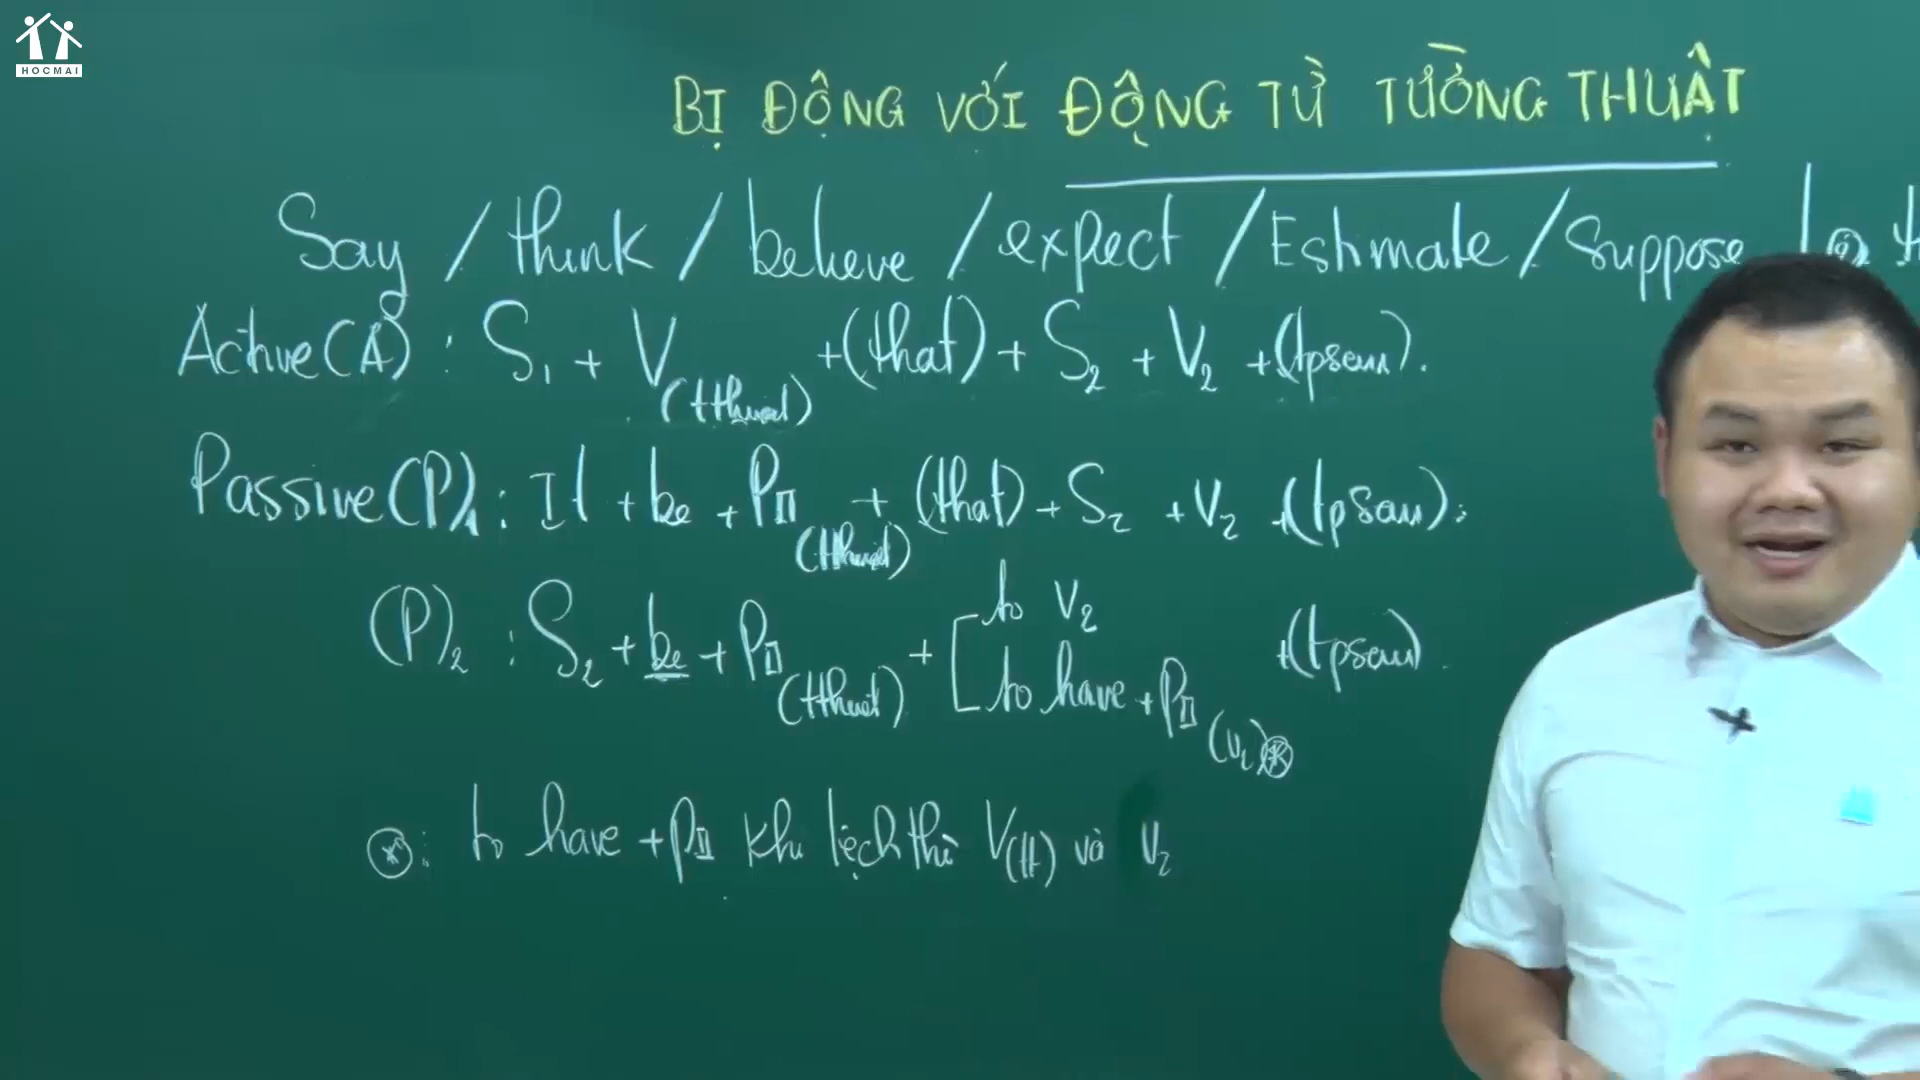 HOCMAI
BỊ ĐỘNG VỚI ĐỘNG TỪ TƯỜNG THUẬT
Say / think / believe / expect / Estimate / Suppose
Active (A) : S1 + V(tthuật) + (that) + S2 + V2 + (tpsau).
Passive (P)1 : It + be + PII (tthuật) + (that) + S2 + V2 + (tpsau).
(P)2 : S2 + be + PII (tthuật) + [ to V2 + (tpsau).
to have + PII (V2) (*)
(*): to have + PII khi lệch thì V(tt) và V2